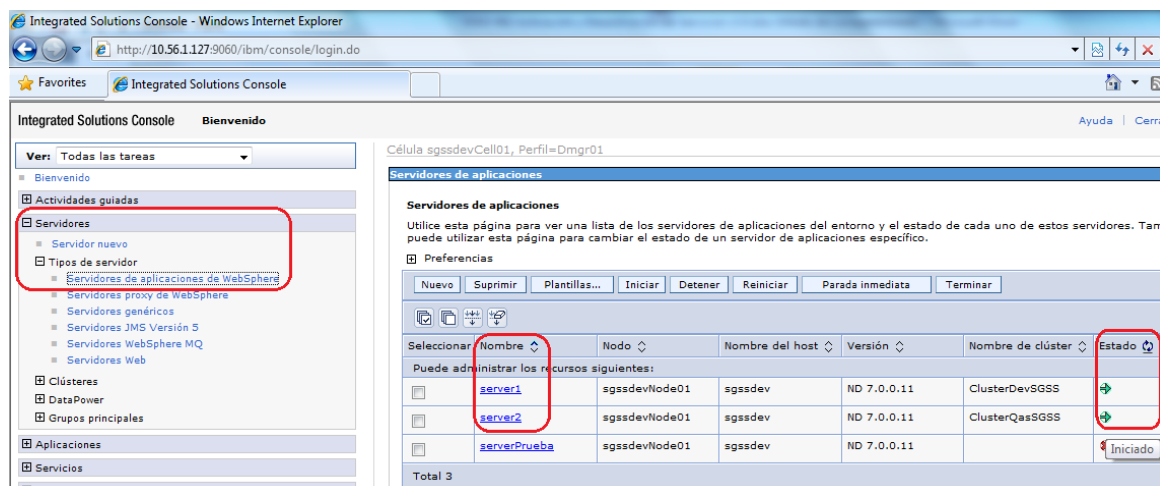 Integrated Solutions Console - Windows Internet Explorer
http://10.56.1.127:9060/ibm/console/login.do
Favorites Integrated Solutions Console
Integrated Solutions Console Bienvenido Ayuda | Cerra
Ver: Todas las tareas
Bienvenido
Actividades guiadas
Servidores
Servidor nuevo
Tipos de servidor
Servidores de aplicaciones de WebSphere
Servidores proxy de WebSphere
Servidores genéricos
Servidores JMS Versión 5
Servidores WebSphere MQ
Servidores Web
Clústeres
DataPower
Grupos principales
Aplicaciones
Servicios
Célula sgssdevCell01, Perfil=Dmgr01
Servidores de aplicaciones
Servidores de aplicaciones
Utilice esta página para ver una lista de los servidores de aplicaciones del entorno y el estado de cada uno de estos servidores. Tam
puede utilizar esta página para cambiar el estado de un servidor de aplicaciones específico.
Preferencias
Nuevo Suprimir Plantillas... Iniciar Detener Reiniciar Parada inmediata Terminar
Seleccionar Nombre Nodo Nombre del host Versión Nombre de clúster Estado
Puede administrar los recursos siguientes:
server1 sgssdevNode01 sgssdev ND 7.0.0.11 ClusterDevSGSS
server2 sgssdevNode01 sgssdev ND 7.0.0.11 ClusterQasSGSS
serverPrueba sgssdevNode01 sgssdev ND 7.0.0.11
Iniciado
Total 3